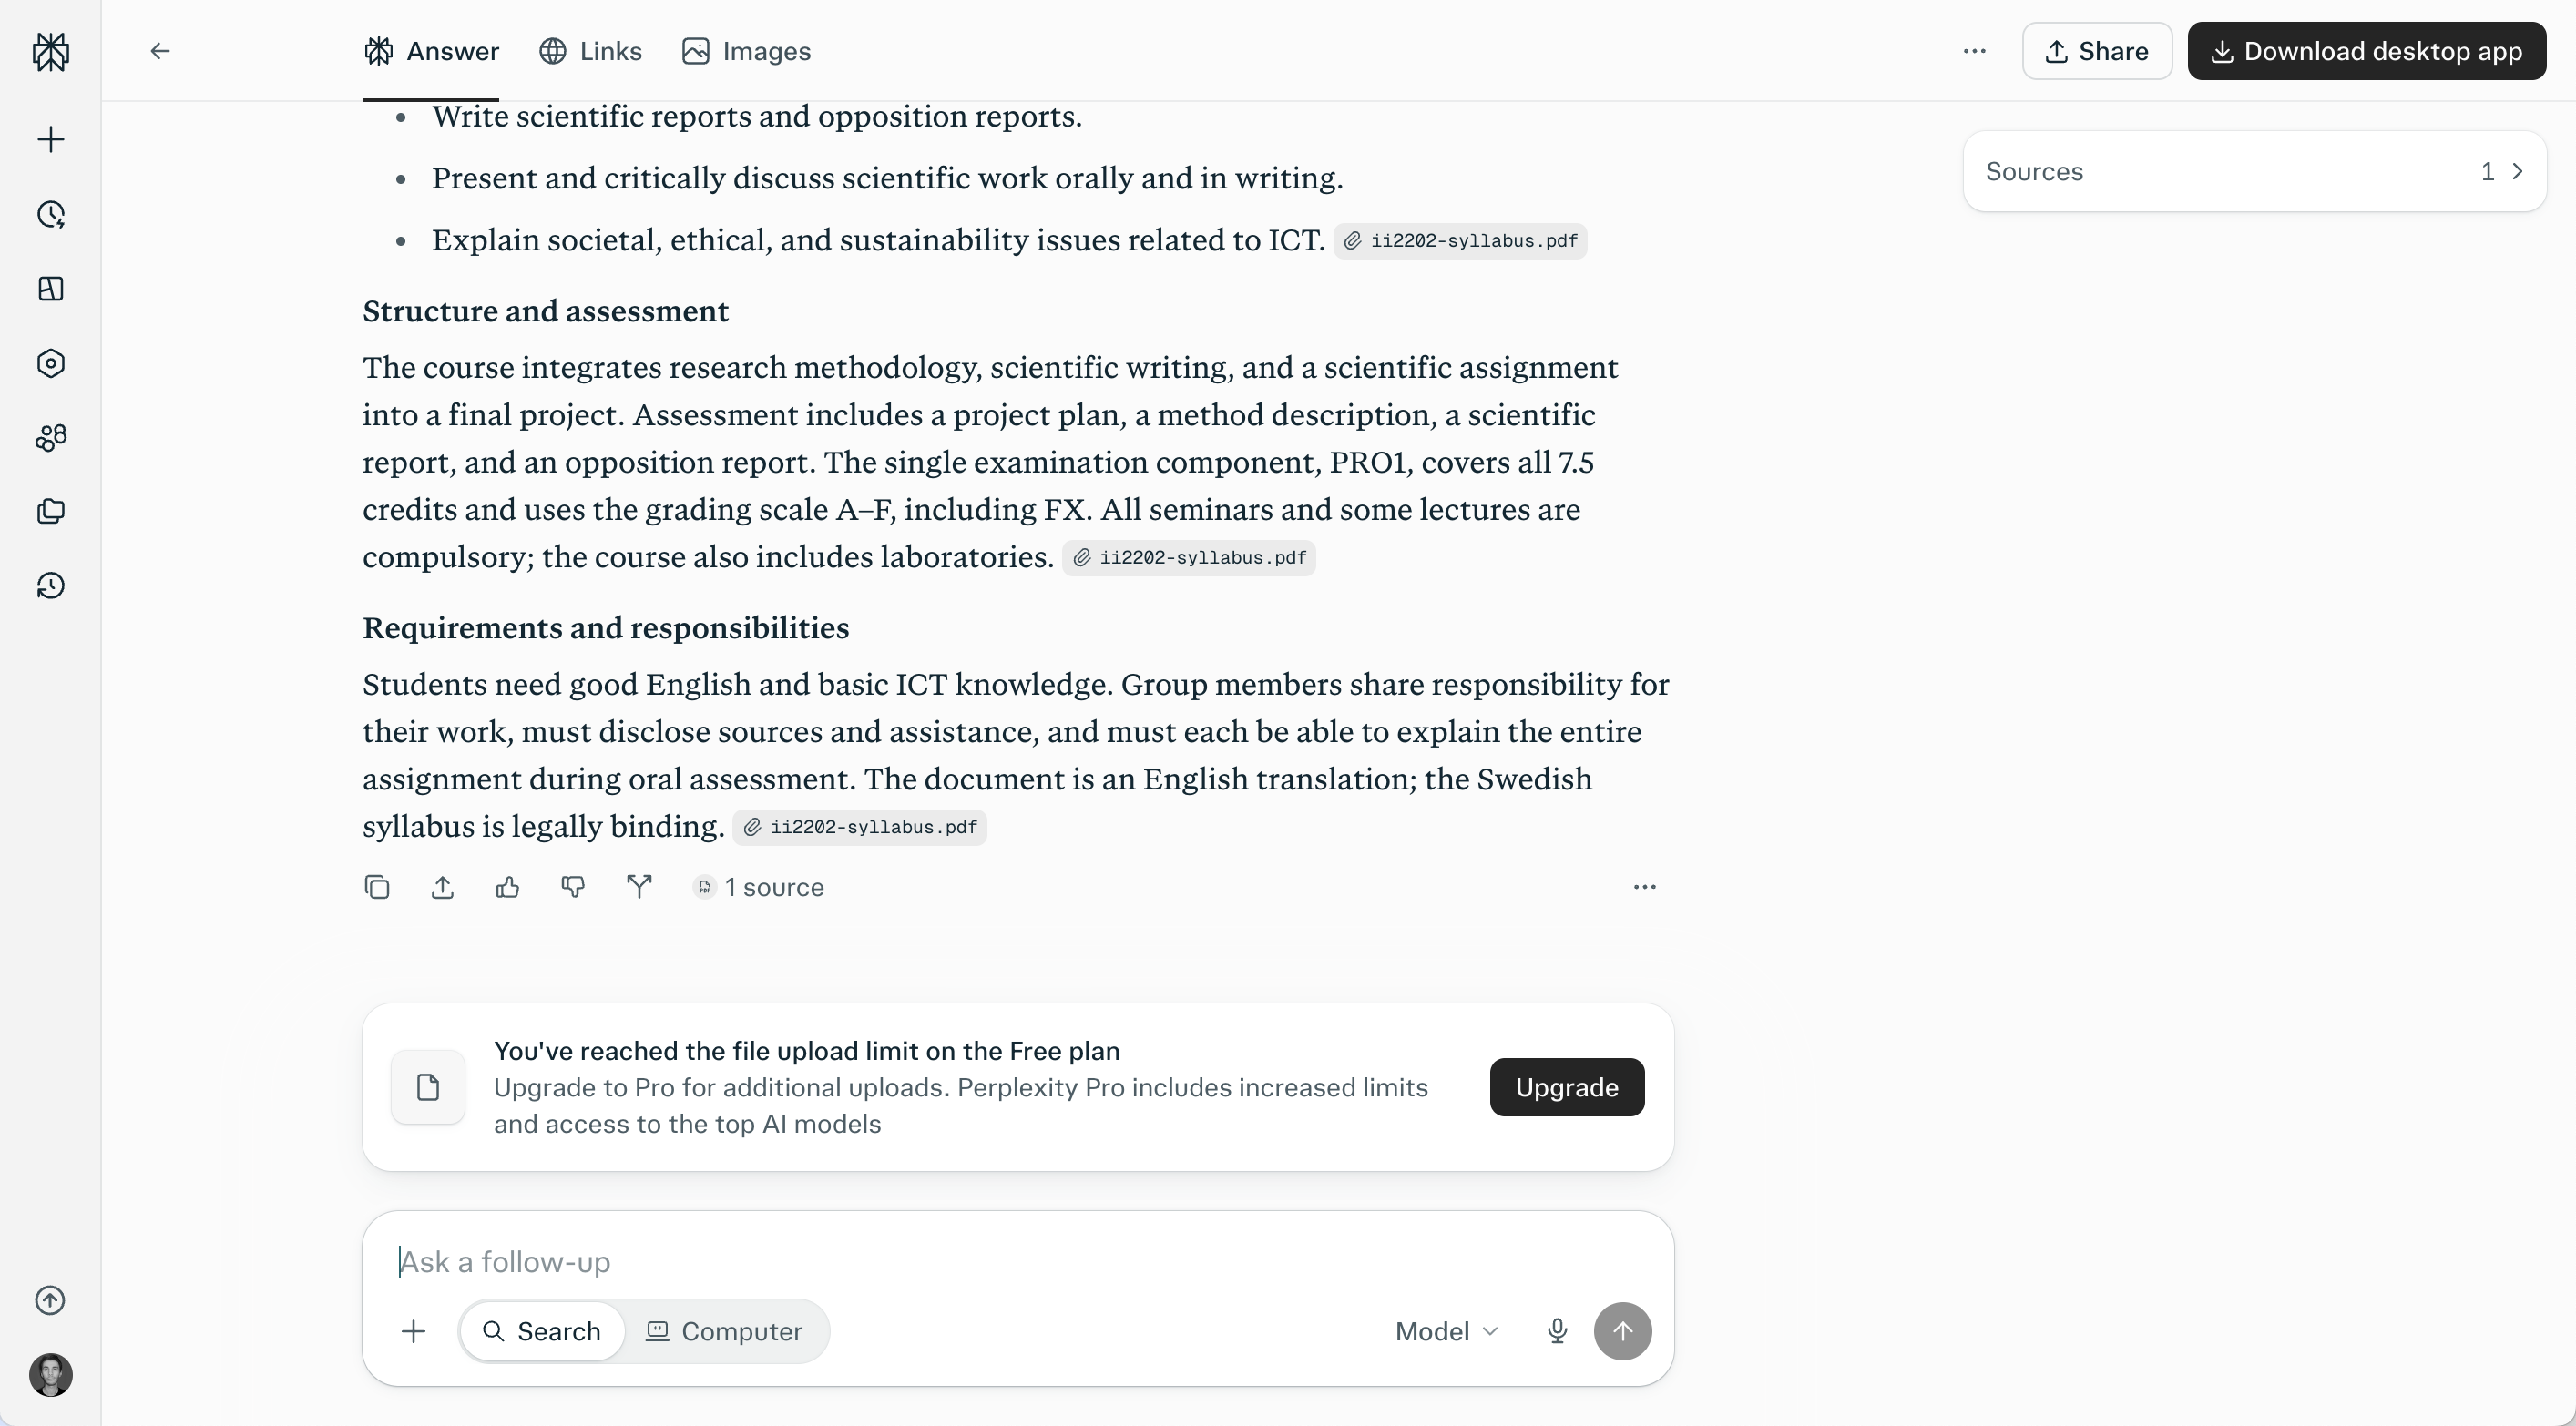 Answer
Links
Images
Share
Download desktop app
Write scientific reports and opposition reports.
Present and critically discuss scientific work orally and in writing.
Explain societal, ethical, and sustainability issues related to ICT. ii2202-syllabus.pdf
Sources 1
Structure and assessment
The course integrates research methodology, scientific writing, and a scientific assignment
into a final project. Assessment includes a project plan, a method description, a scientific
report, and an opposition report. The single examination component, PRO1, covers all 7.5
credits and uses the grading scale A–F, including FX. All seminars and some lectures are
compulsory; the course also includes laboratories. ii2202-syllabus.pdf
Requirements and responsibilities
Students need good English and basic ICT knowledge. Group members share responsibility for
their work, must disclose sources and assistance, and must each be able to explain the entire
assignment during oral assessment. The document is an English translation; the Swedish
syllabus is legally binding. ii2202-syllabus.pdf
PDF 1 source
You've reached the file upload limit on the Free plan
Upgrade to Pro for additional uploads. Perplexity Pro includes increased limits
and access to the top AI models
Upgrade
Ask a follow-up
Search
Computer
Model